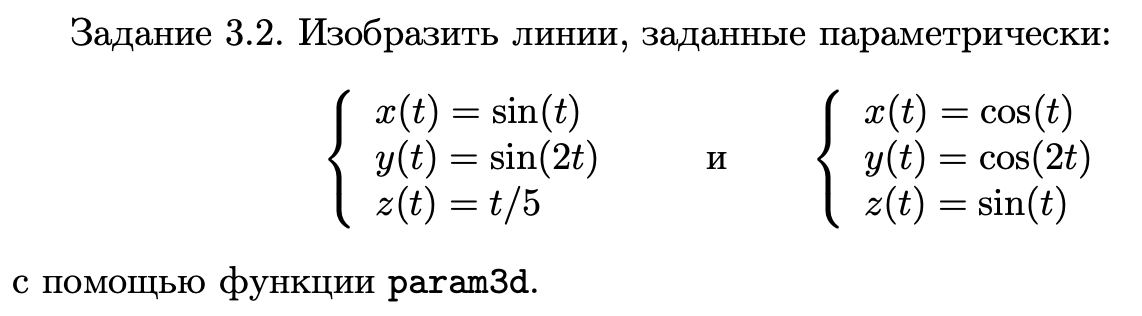 Задание 3.2. Изобразить линии, заданные параметрически:
x(t) = sin(t) x(t) = cos(t)
y(t) = sin(2t) и y(t) = cos(2t)
z(t) = t/5 z(t) = sin(t)
с помощью функции param3d.